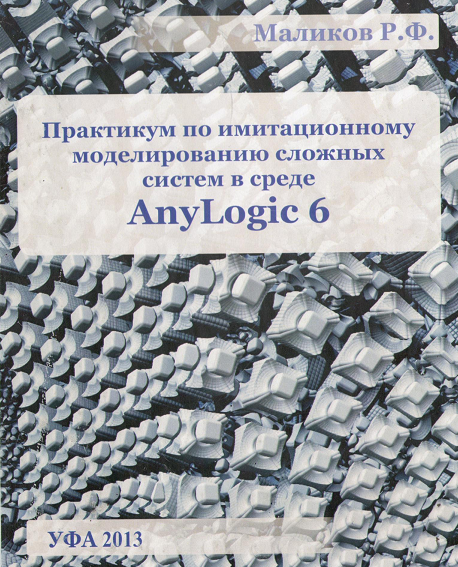 Маликов Р.Ф.
Практикум по имитационному
моделированию сложных
систем в среде
AnyLogic 6
УФА 2013